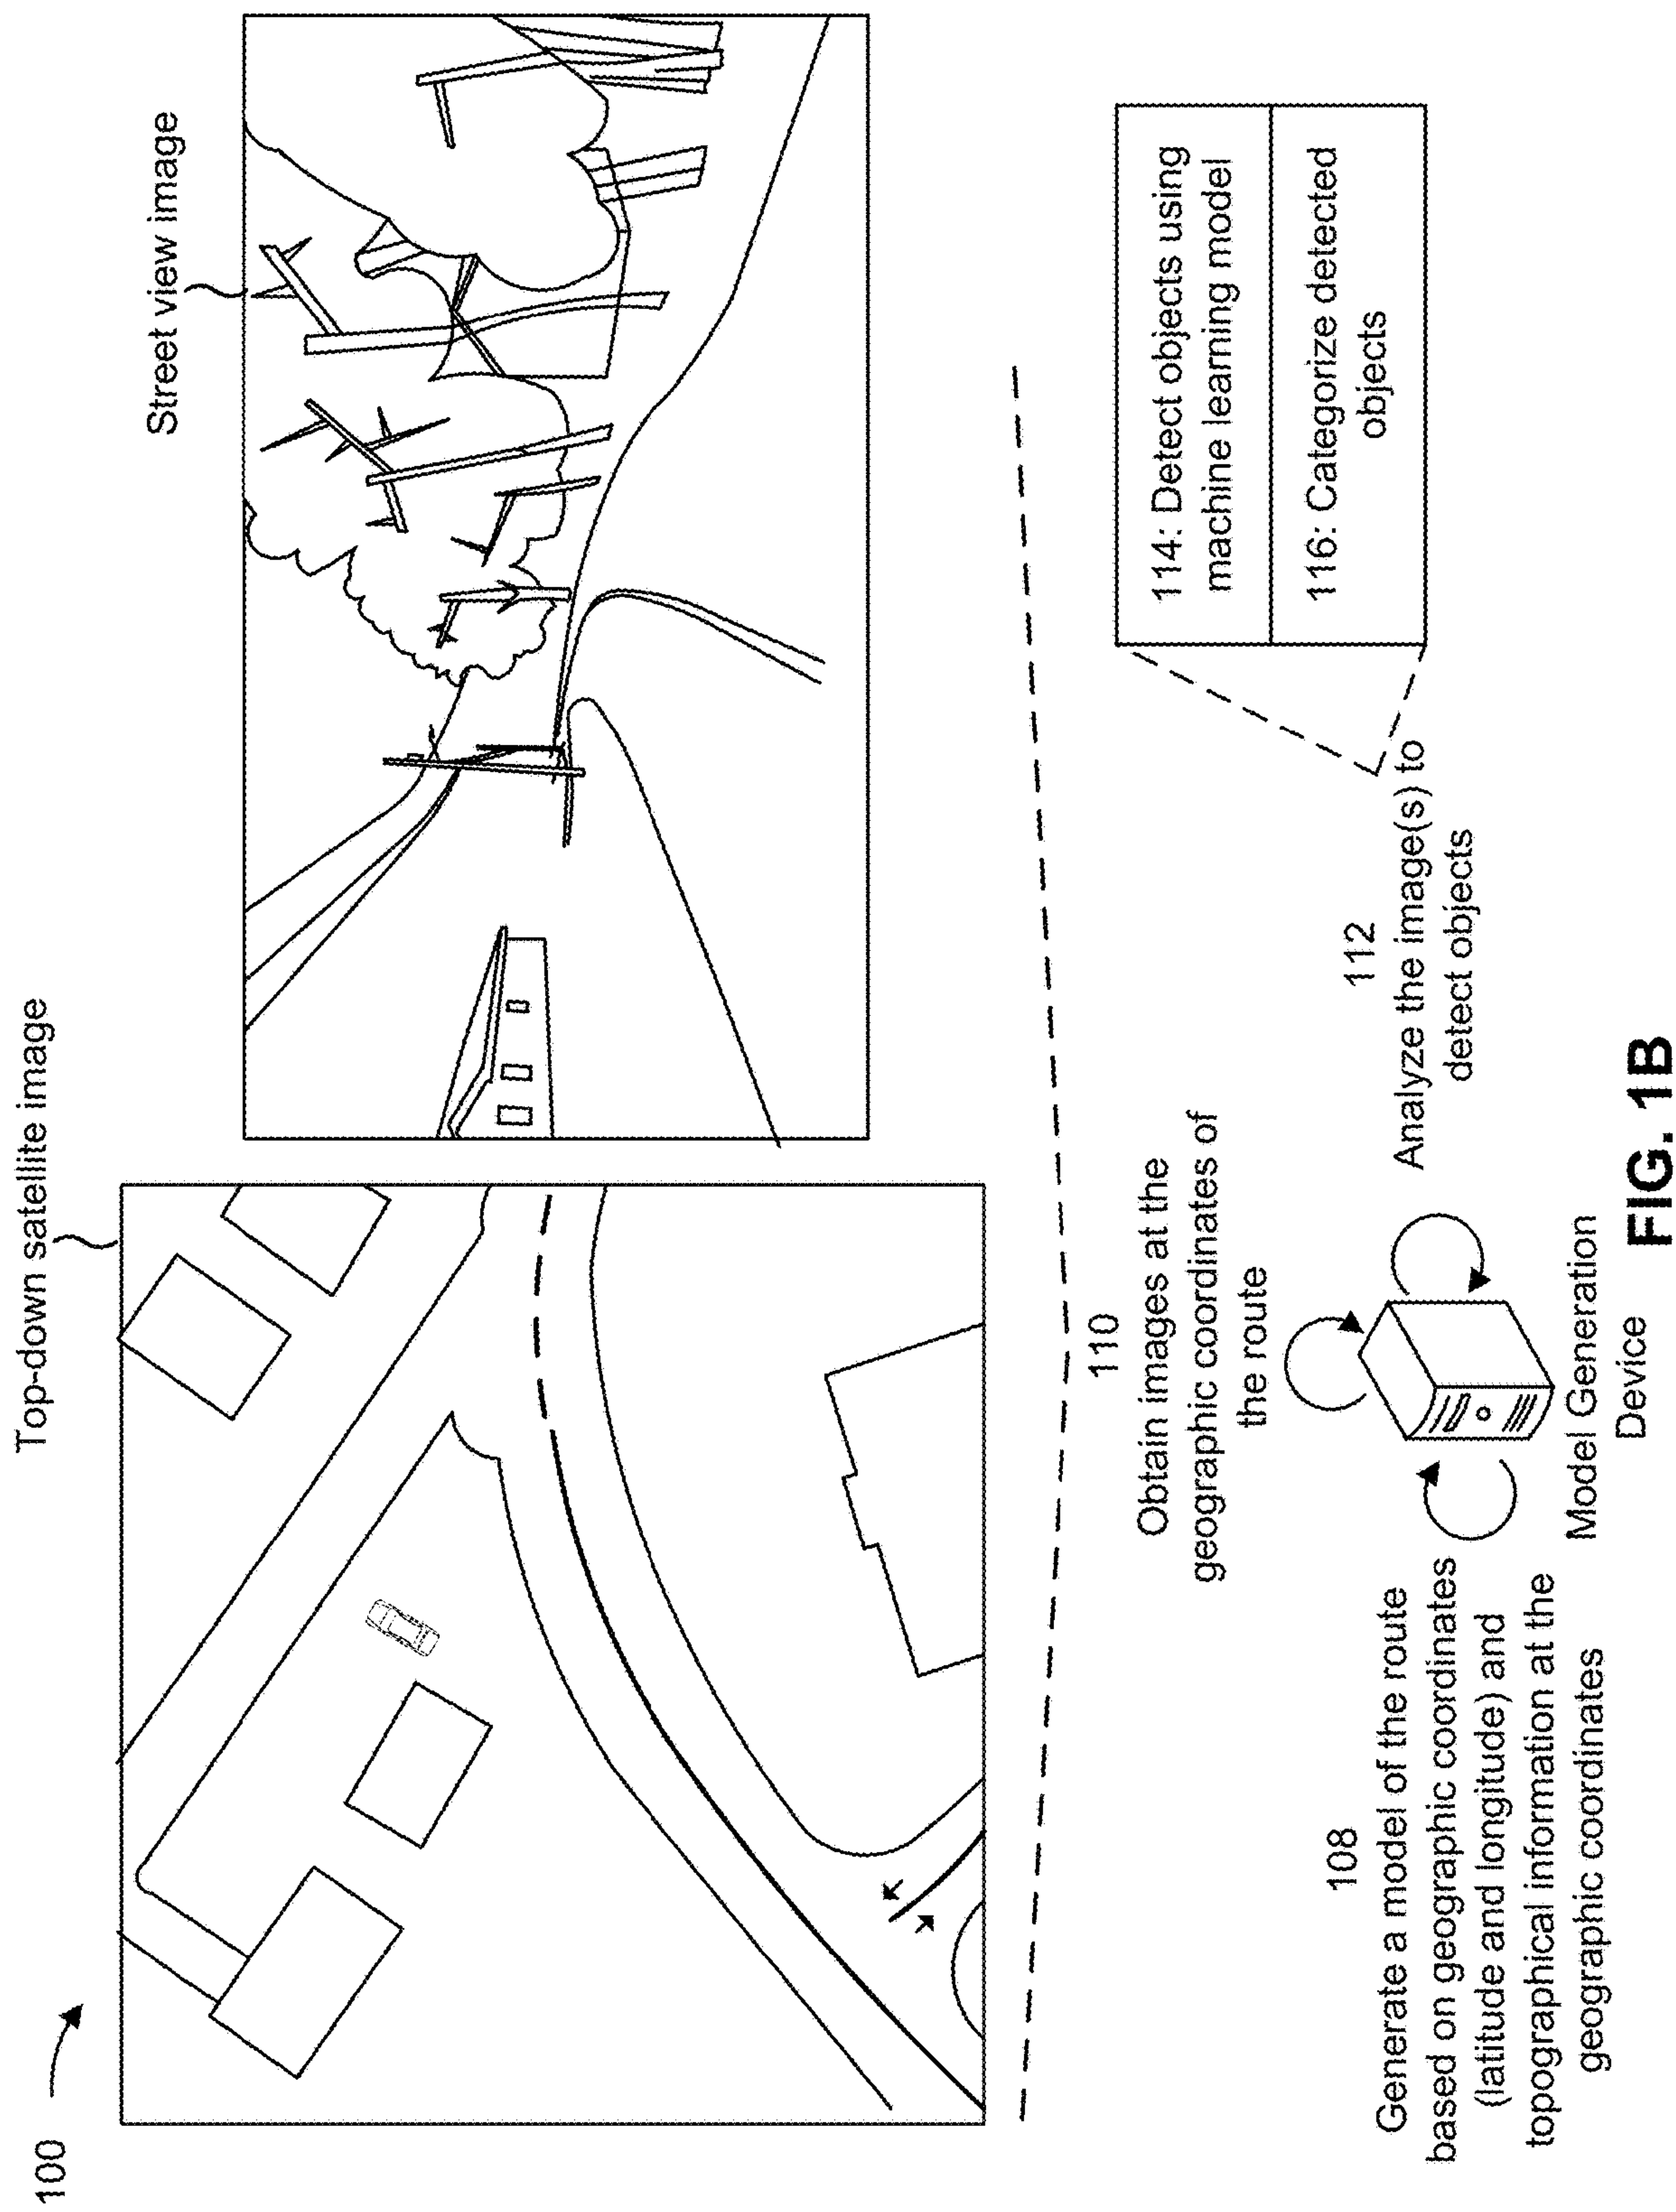 100
Top-down satellite image
Street view image
108
Generate a model of the route
based on geographic coordinates
(latitude and longitude) and
topographical information at the
geographic coordinates
110
Obtain images at the
geographic coordinates of
the route
Model Generation
Device
112
Analyze the image(s) to
detect objects
114: Detect objects using
machine learning model
116: Categorize detected
objects
FIG. 1B